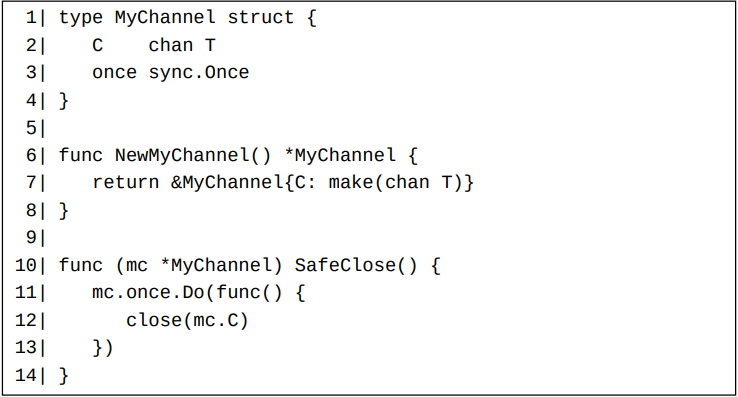 1| type MyChannel struct {
2|    C    chan T
3|    once sync.Once
4| }
5|
6| func NewMyChannel() *MyChannel {
7|    return &MyChannel{C: make(chan T)}
8| }
9|
10| func (mc *MyChannel) SafeClose() {
11|    mc.once.Do(func() {
12|       close(mc.C)
13|    })
14| }